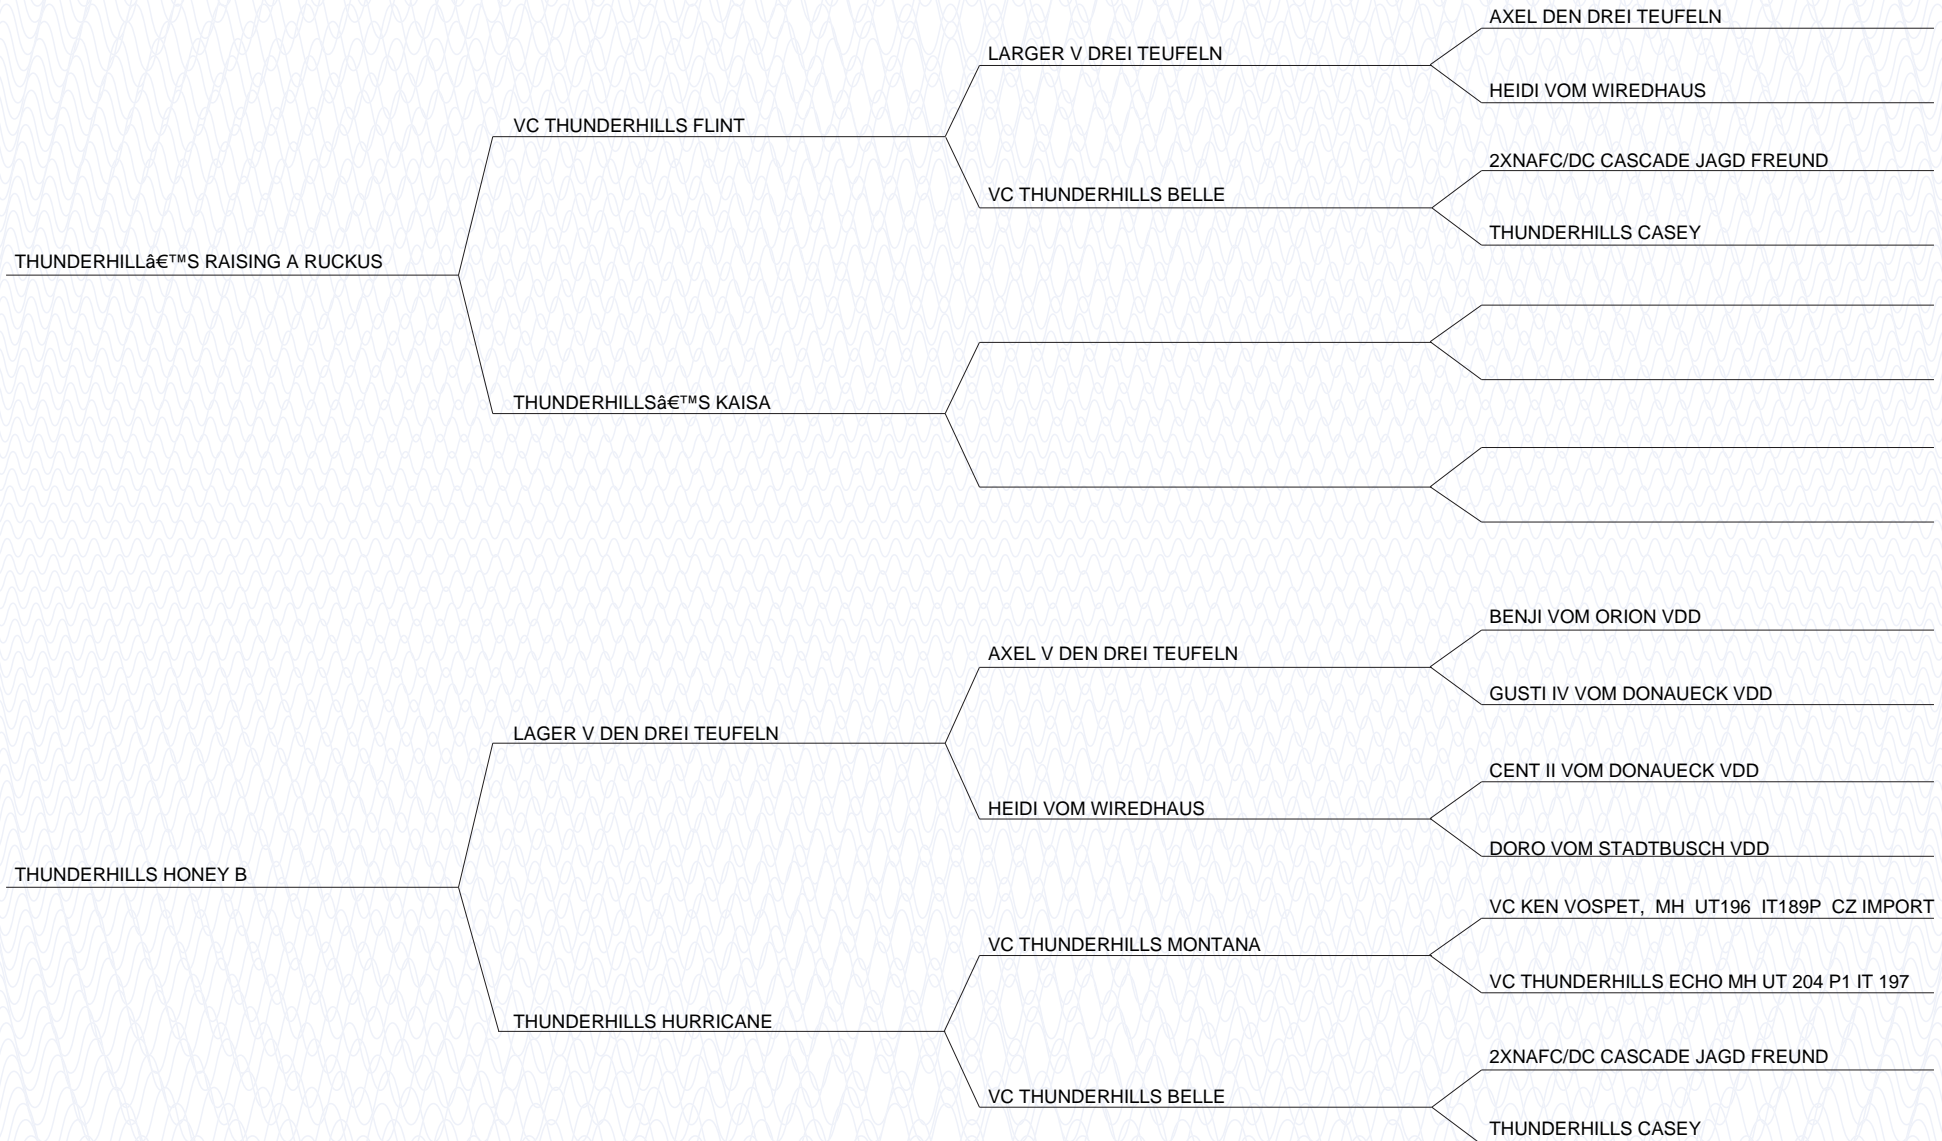 AXEL DEN DREI TEUFELN
LARGER V DREI TEUFELN
HEIDI VOM WIREDHAUS
VC THUNDERHILLS FLINT
2XNAFC/DC CASCADE JAGD FREUND
VC THUNDERHILLS BELLE
THUNDERHILLS CASEY
THUNDERHILLâ€™S RAISING A RUCKUS
THUNDERHILLSâ€™S KAISA
BENJI VOM ORION VDD
AXEL V DEN DREI TEUFELN
GUSTI IV VOM DONAUECK VDD
LAGER V DEN DREI TEUFELN
CENT II VOM DONAUECK VDD
HEIDI VOM WIREDHAUS
DORO VOM STADTBUSCH VDD
THUNDERHILLS HONEY B
VC KEN VOSPET,  MH  UT196  IT189P  CZ IMPORT
VC THUNDERHILLS MONTANA
VC THUNDERHILLS ECHO MH UT 204 P1 IT 197
THUNDERHILLS HURRICANE
2XNAFC/DC CASCADE JAGD FREUND
VC THUNDERHILLS BELLE
THUNDERHILLS CASEY